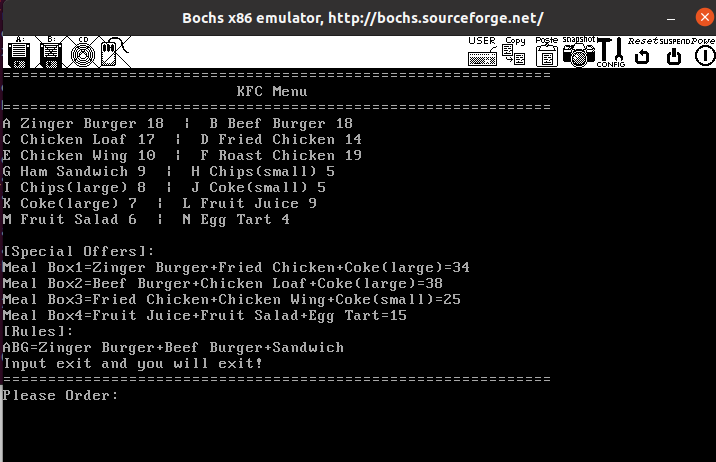 Bochs x86 emulator, http://bochs.sourceforge.net/
A: B: CD USER Copy Paste snapshot CONFIG Reset SUSPEND Power
=============================================================
KFC Menu
=============================================================
A Zinger Burger 18 ¦ B Beef Burger 18
C Chicken Loaf 17 ¦ D Fried Chicken 14
E Chicken Wing 10 ¦ F Roast Chicken 19
G Ham Sandwich 9 ¦ H Chips(small) 5
I Chips(large) 8 ¦ J Coke(small) 5
K Coke(large) 7 ¦ L Fruit Juice 9
M Fruit Salad 6 ¦ N Egg Tart 4
[Special Offers]:
Meal Box1=Zinger Burger+Fried Chicken+Coke(large)=34
Meal Box2=Beef Burger+Chicken Loaf+Coke(large)=38
Meal Box3=Fried Chicken+Chicken Wing+Coke(small)=25
Meal Box4=Fruit Juice+Fruit Salad+Egg Tart=15
[Rules]:
ABG=Zinger Burger+Beef Burger+Sandwich
Input exit and you will exit!
=============================================================
Please Order: